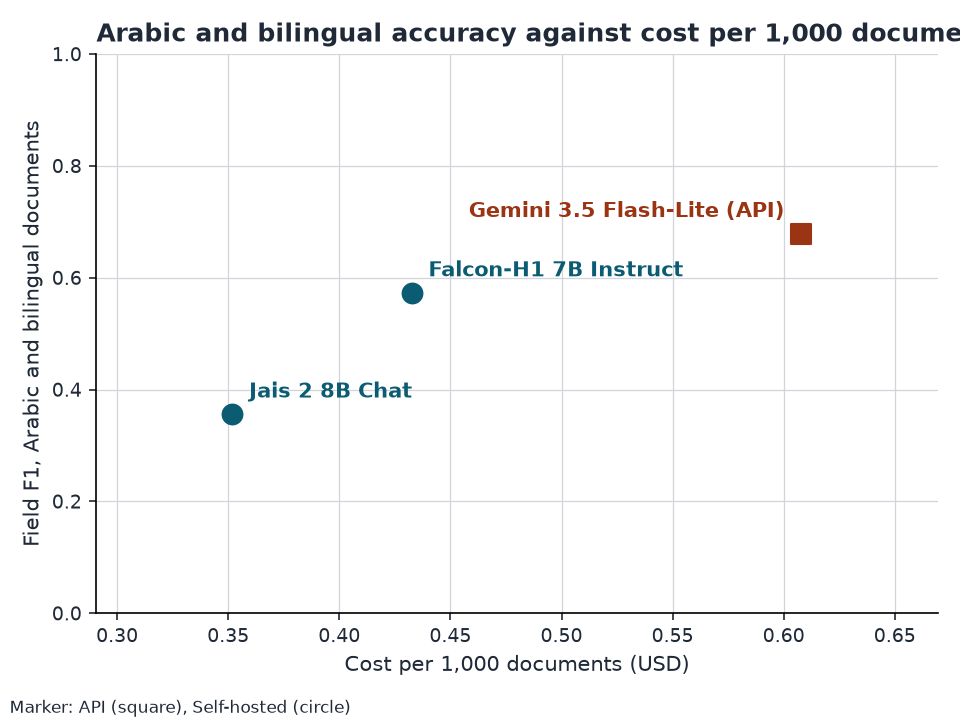 Arabic and bilingual accuracy against cost per 1,000 docume
1.0
0.8
0.6
0.4
0.2
0.0
Field F1, Arabic and bilingual documents
Gemini 3.5 Flash-Lite (API)
Falcon-H1 7B Instruct
Jais 2 8B Chat
0.30 0.35 0.40 0.45 0.50 0.55 0.60 0.65
Cost per 1,000 documents (USD)
Marker: API (square), Self-hosted (circle)